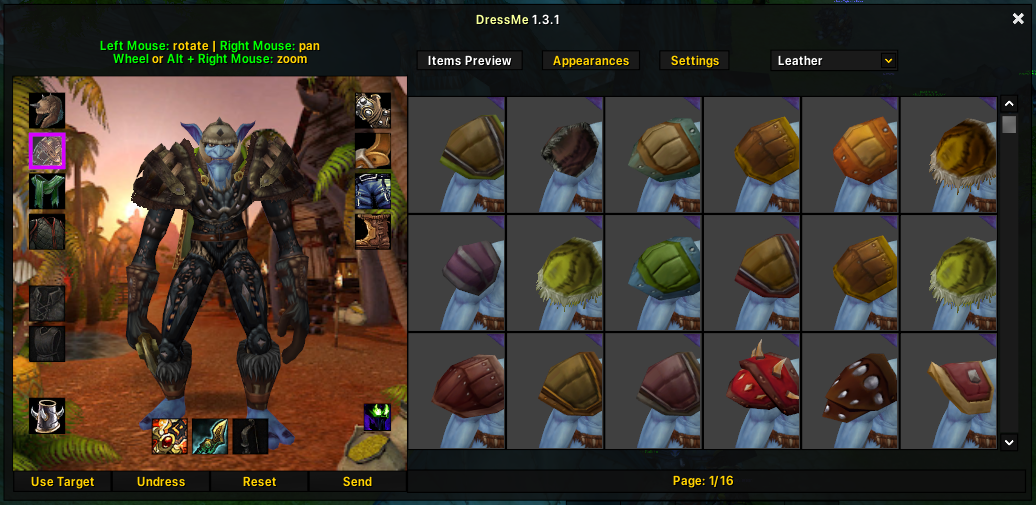 DressMe 1.3.1
Left Mouse: rotate | Right Mouse: pan
Wheel or Alt + Right Mouse: zoom
Items Preview
Appearances
Settings
Leather
Use Target
Undress
Reset
Send
Page: 1/16